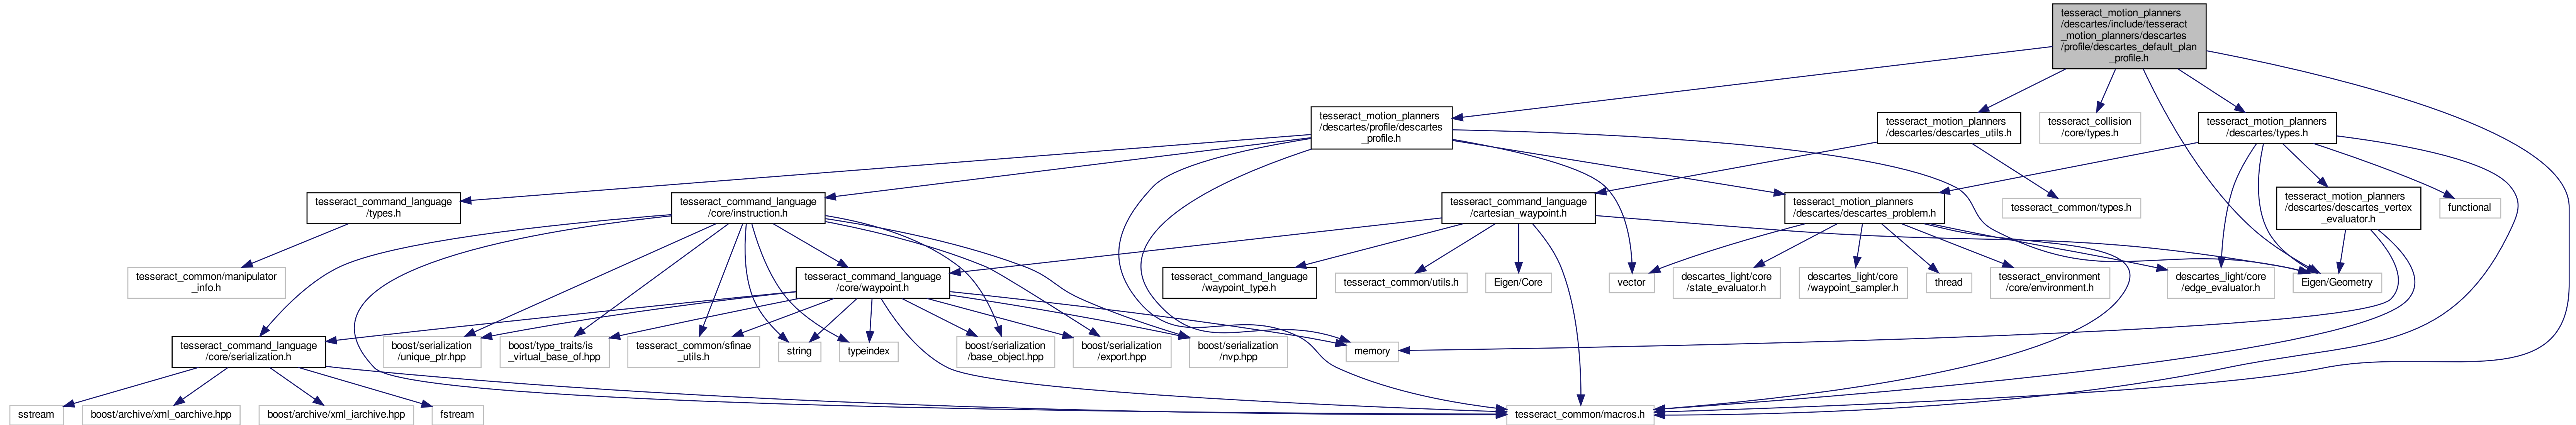 tesseract_motion_planners
/descartes/include/tesseract
_motion_planners/descartes
/profile/descartes_default_plan
_profile.h
tesseract_motion_planners
/descartes/profile/descartes
_profile.h
tesseract_motion_planners
/descartes/descartes_utils.h
tesseract_collision
/core/types.h
tesseract_motion_planners
/descartes/types.h
tesseract_command_language
/types.h
tesseract_command_language
/core/instruction.h
tesseract_command_language
/cartesian_waypoint.h
tesseract_motion_planners
/descartes/descartes_problem.h
tesseract_common/types.h
tesseract_motion_planners
/descartes/descartes_vertex
_evaluator.h
functional
tesseract_common/manipulator
_info.h
tesseract_command_language
/core/waypoint.h
tesseract_command_language
/waypoint_type.h
tesseract_common/utils.h
Eigen/Core
vector
descartes_light/core
/state_evaluator.h
descartes_light/core
/waypoint_sampler.h
thread
tesseract_environment
/core/environment.h
descartes_light/core
/edge_evaluator.h
Eigen/Geometry
tesseract_command_language
/core/serialization.h
boost/serialization
/unique_ptr.hpp
boost/type_traits/is
_virtual_base_of.hpp
tesseract_common/sfinae
_utils.h
string
typeindex
boost/serialization
/base_object.hpp
boost/serialization
/export.hpp
boost/serialization
/nvp.hpp
memory
sstream
boost/archive/xml_oarchive.hpp
boost/archive/xml_iarchive.hpp
fstream
tesseract_common/macros.h